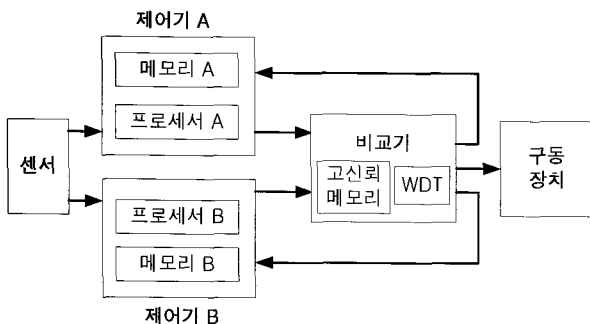 제어기 A
메모리 A
프로세서 A
센서
비교기
고신뢰
메모리
WDT
구동
장치
프로세서 B
메모리 B
제어기 B